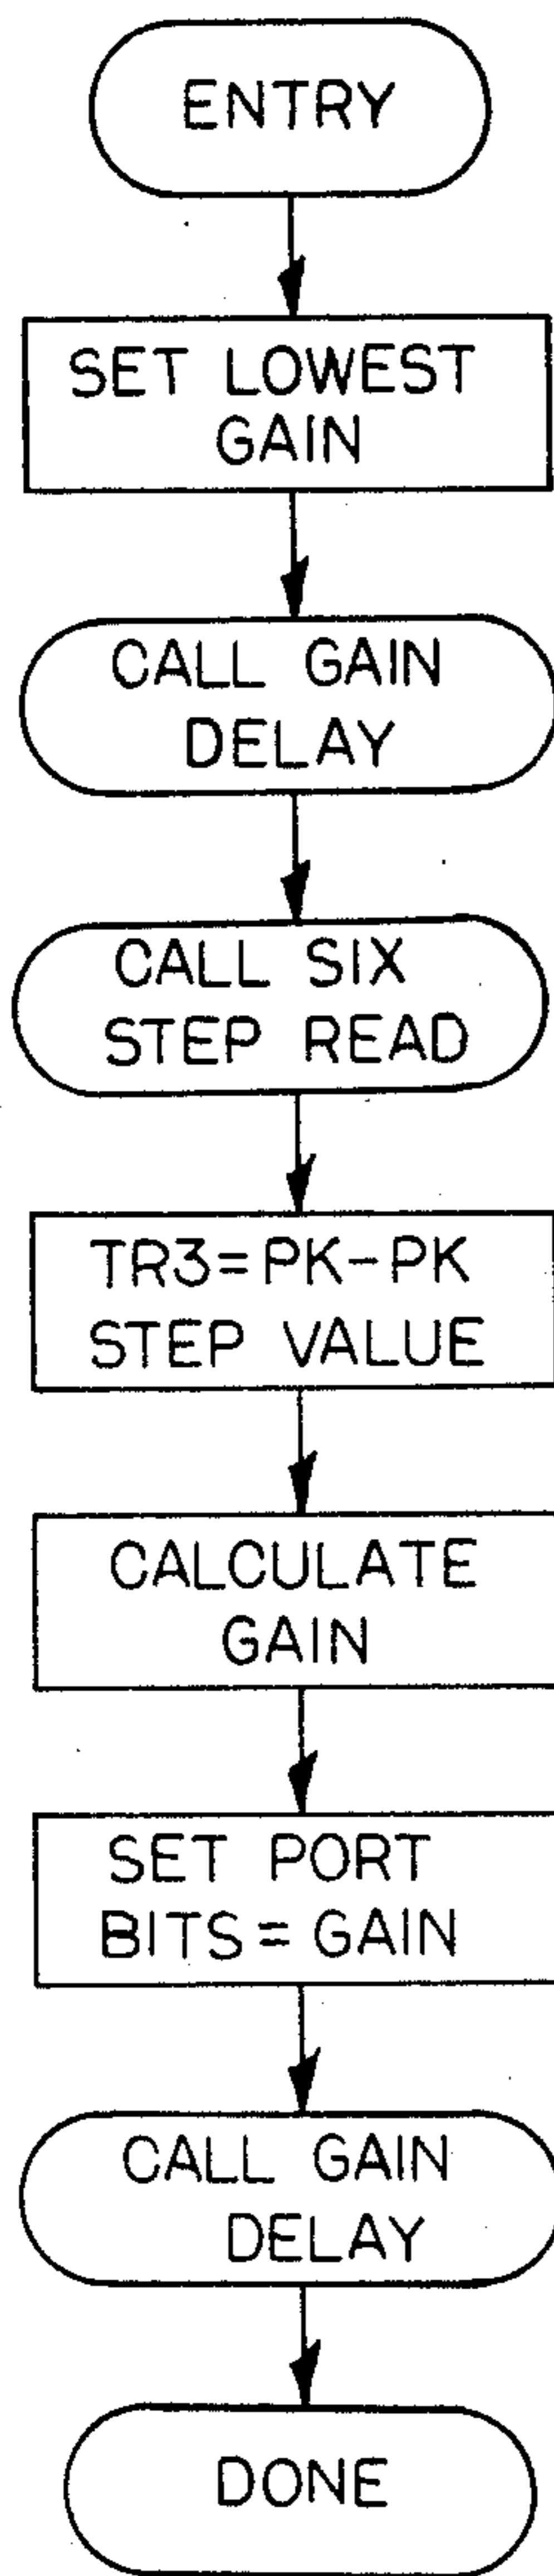 ENTRY
SET LOWEST
GAIN
CALL GAIN
DELAY
CALL SIX
STEP READ
TR3=PK-PK
STEP VALUE
CALCULATE
GAIN
SET PORT
BITS = GAIN
CALL GAIN
DELAY
DONE